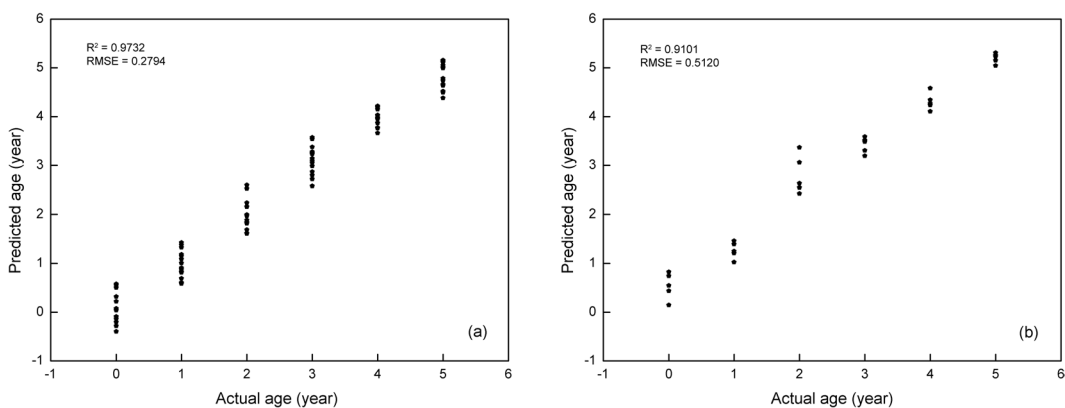 R² = 0.9732
RMSE = 0.2794
6
5
4
3
2
1
0
-1
Predicted age (year)
(a)
-1 0 1 2 3 4 5 6
Actual age (year)
R² = 0.9101
RMSE = 0.5120
6
5
4
3
2
1
0
-1
Predicted age (year)
(b)
-1 0 1 2 3 4 5 6
Actual age (year)